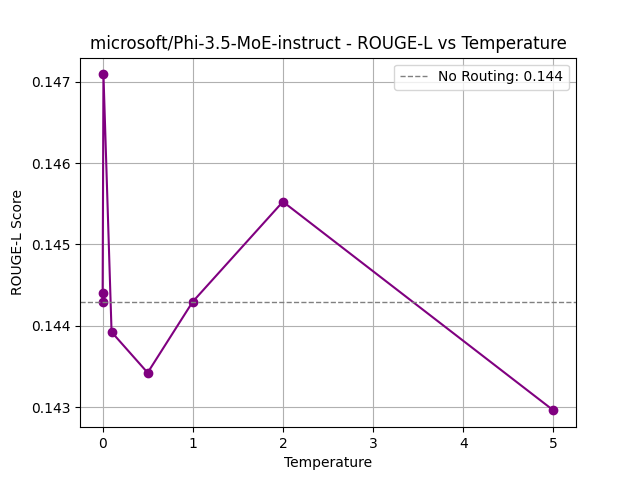 microsoft/Phi-3.5-MoE-instruct - ROUGE-L vs Temperature
No Routing: 0.144
ROUGE-L Score
0.147
0.146
0.145
0.144
0.143
0 1 2 3 4 5
Temperature